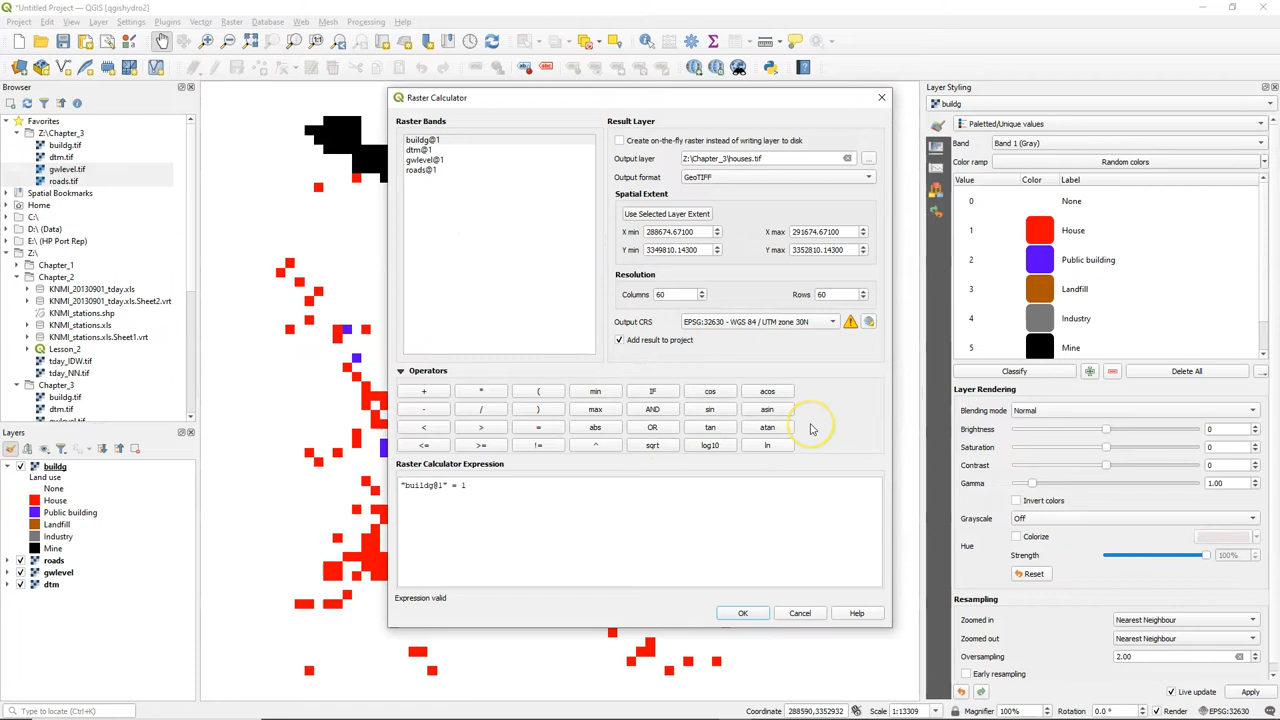 *Untitled Project — QGIS [qgishydro2]
Project Edit View Layer Settings Plugins Vector Raster Database Web Mesh Processing Help
Browser
Favorites
Z:\Chapter_3
buildg.tif
dtm.tif
gwlevel.tif
roads.tif
Spatial Bookmarks
Home
C:\
D:\ (Data)
E:\ (HP Port Rep)
Z:\
Chapter_1
Chapter_2
KNMI_20130901_tday.xls
KNMI_20130901_tday.xls.Sheet2.vrt
KNMI_stations.shp
KNMI_stations.xls
KNMI_stations.xls.Sheet1.vrt
Lesson_2
tday_IDW.tif
tday_NN.tif
Chapter_3
buildg.tif
dtm.tif
gwlevel.tif
Layers
buildg
Land use
None
House
Public building
Landfill
Industry
Mine
roads
gwlevel
dtm
Raster Calculator
Raster Bands
buildg@1
dtm@1
gwlevel@1
roads@1
Result Layer
Create on-the-fly raster instead of writing layer to disk
Output layer Z:\Chapter_3\houses.tif ...
Output format GeoTIFF
Spatial Extent
Use Selected Layer Extent
X min 288674.67100 X max 291674.67100
Y min 3349810.14300 Y max 3352810.14300
Resolution
Columns 60 Rows 60
Output CRS EPSG:32630 - WGS 84 / UTM zone 30N
Add result to project
Operators
+ * ( min IF cos acos
- / ) max AND sin asin
< > = abs OR tan atan
<= >= != ^ sqrt log10 ln
Raster Calculator Expression
"buildg@1" = 1
Expression valid
OK Cancel Help
Layer Styling
buildg
Paletted/Unique values
Band Band 1 (Gray)
Color ramp Random colors
Value Color Label
0 None
1 House
2 Public building
3 Landfill
4 Industry
5 Mine
Classify Delete All ...
Layer Rendering
Blending mode Normal
Brightness 0
Saturation 0
Contrast 0
Gamma 1.00
Invert colors
Grayscale Off
Hue Colorize
Strength 100%
Reset
Resampling
Zoomed in Nearest Neighbour
Zoomed out Nearest Neighbour
Oversampling 2.00
Early resampling
Live update Apply
Type to locate (Ctrl+K) Coordinate 288590,3352932 Scale 1:13309 Magnifier 100% Rotation 0.0 ° Render EPSG:32630